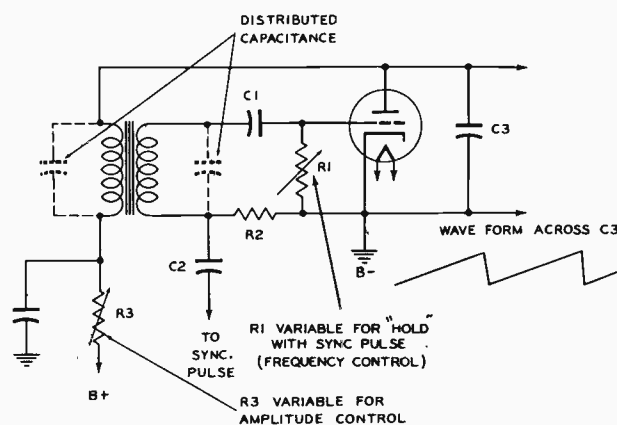 DISTRIBUTED
CAPACITANCE
C1
C3
R1
R2
C2
B-
WAVE FORM ACROSS C3
R3
TO
SYNC.
PULSE
R1 VARIABLE FOR "HOLD"
WITH SYNC PULSE
(FREQUENCY CONTROL)
B+
R3 VARIABLE FOR
AMPLITUDE CONTROL